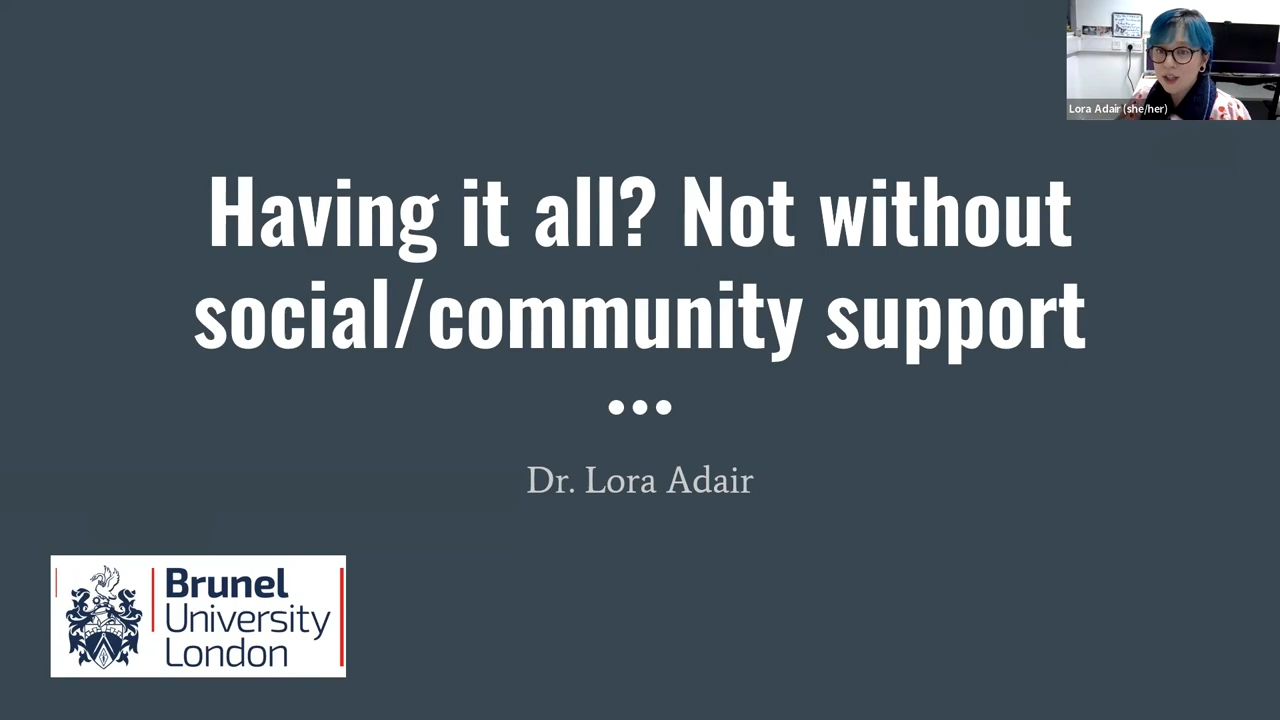 Lora Adair (she/her)
Having it all? Not without
social/community support
Dr. Lora Adair
Brunel
University
London